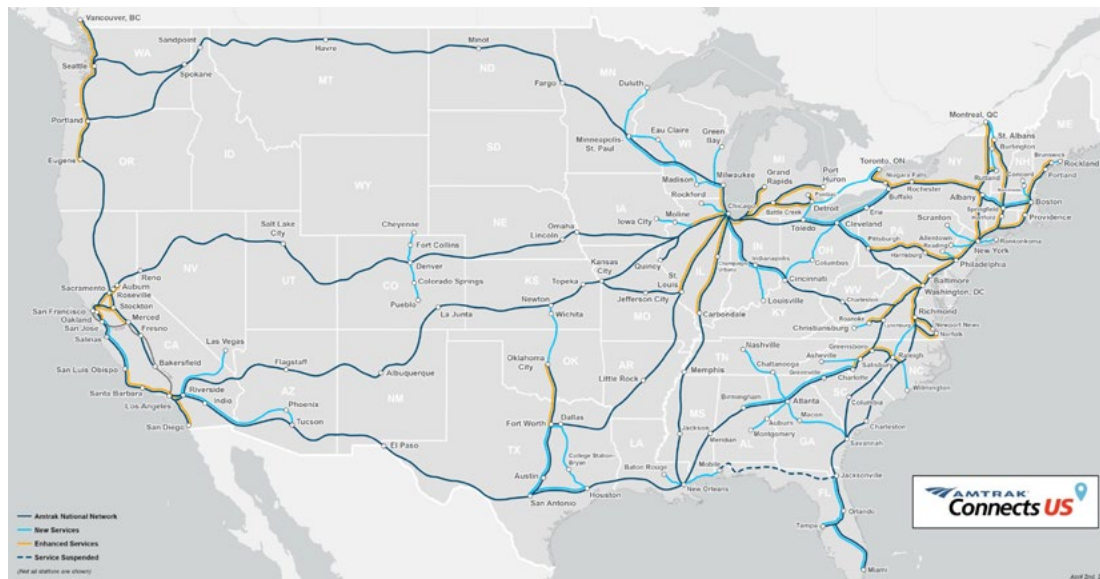 Vancouver, BC
Seattle
WA
Sandpoint
Spokane
Portland
Eugene
OR
ID
MT
Havre
Minot
ND
Fargo
MN
Duluth
Minneapolis-
St. Paul
Eau Claire
Green
Bay
WI
Madison
Milwaukee
Rockford
Chicago
MI
Grand
Rapids
Port
Huron
Pontiac
Battle Creek
Detroit
Toledo
Toronto, ON
Niagara Falls
Buffalo
Rochester
Erie
Cleveland
Montreal, QC
St. Albans
Burlington
Rutland
NY
NH
ME
Concord
Brunswick
Rockland
Portland
Albany
Springfield
Boston
Providence
Scranton
Allentown
Reading
Ronkonkoma
New York
PA
Pittsburgh
Harrisburg
Philadelphia
Baltimore
Washington, DC
SD
WY
NE
IA
Iowa City
Moline
Omaha
Lincoln
Salt Lake
City
Cheyenne
Fort Collins
Denver
Colorado Springs
Pueblo
CO
UT
NV
Reno
Auburn
Roseville
Sacramento
Stockton
San Francisco
Oakland
San Jose
Merced
Fresno
Salinas
CA
Bakersfield
Las Vegas
San Luis Obispo
Santa Barbara
Los Angeles
Riverside
Indio
San Diego
Flagstaff
AZ
Phoenix
Tucson
Albuquerque
NM
El Paso
La Junta
KS
Newton
Wichita
Topeka
Kansas
City
Quincy
St.
Louis
Jefferson City
MO
IL
Champaign
Carbondale
IN
Indianapolis
OH
Columbus
Cincinnati
Louisville
KY
WV
Charleston
Roanoke
Christiansburg
Lynchburg
Richmond
Newport News
Norfolk
Oklahoma
City
OK
AR
Little Rock
Memphis
TN
Nashville
Chattanooga
Asheville
Greenville
Greensboro
Salisbury
Charlotte
Raleigh
NC
Wilmington
SC
Columbia
Charleston
Savannah
Atlanta
GA
Macon
Birmingham
Auburn
Montgomery
AL
MS
Jackson
Meridian
Fort Worth
Dallas
TX
Austin
College Station-
Bryan
San Antonio
Houston
LA
Baton Rouge
New Orleans
Mobile
Jacksonville
FL
Orlando
Tampa
Miami
Amtrak National Network
New Services
Enhanced Services
Service Suspended
(Not all stations are shown)
AMTRAK
Connects US